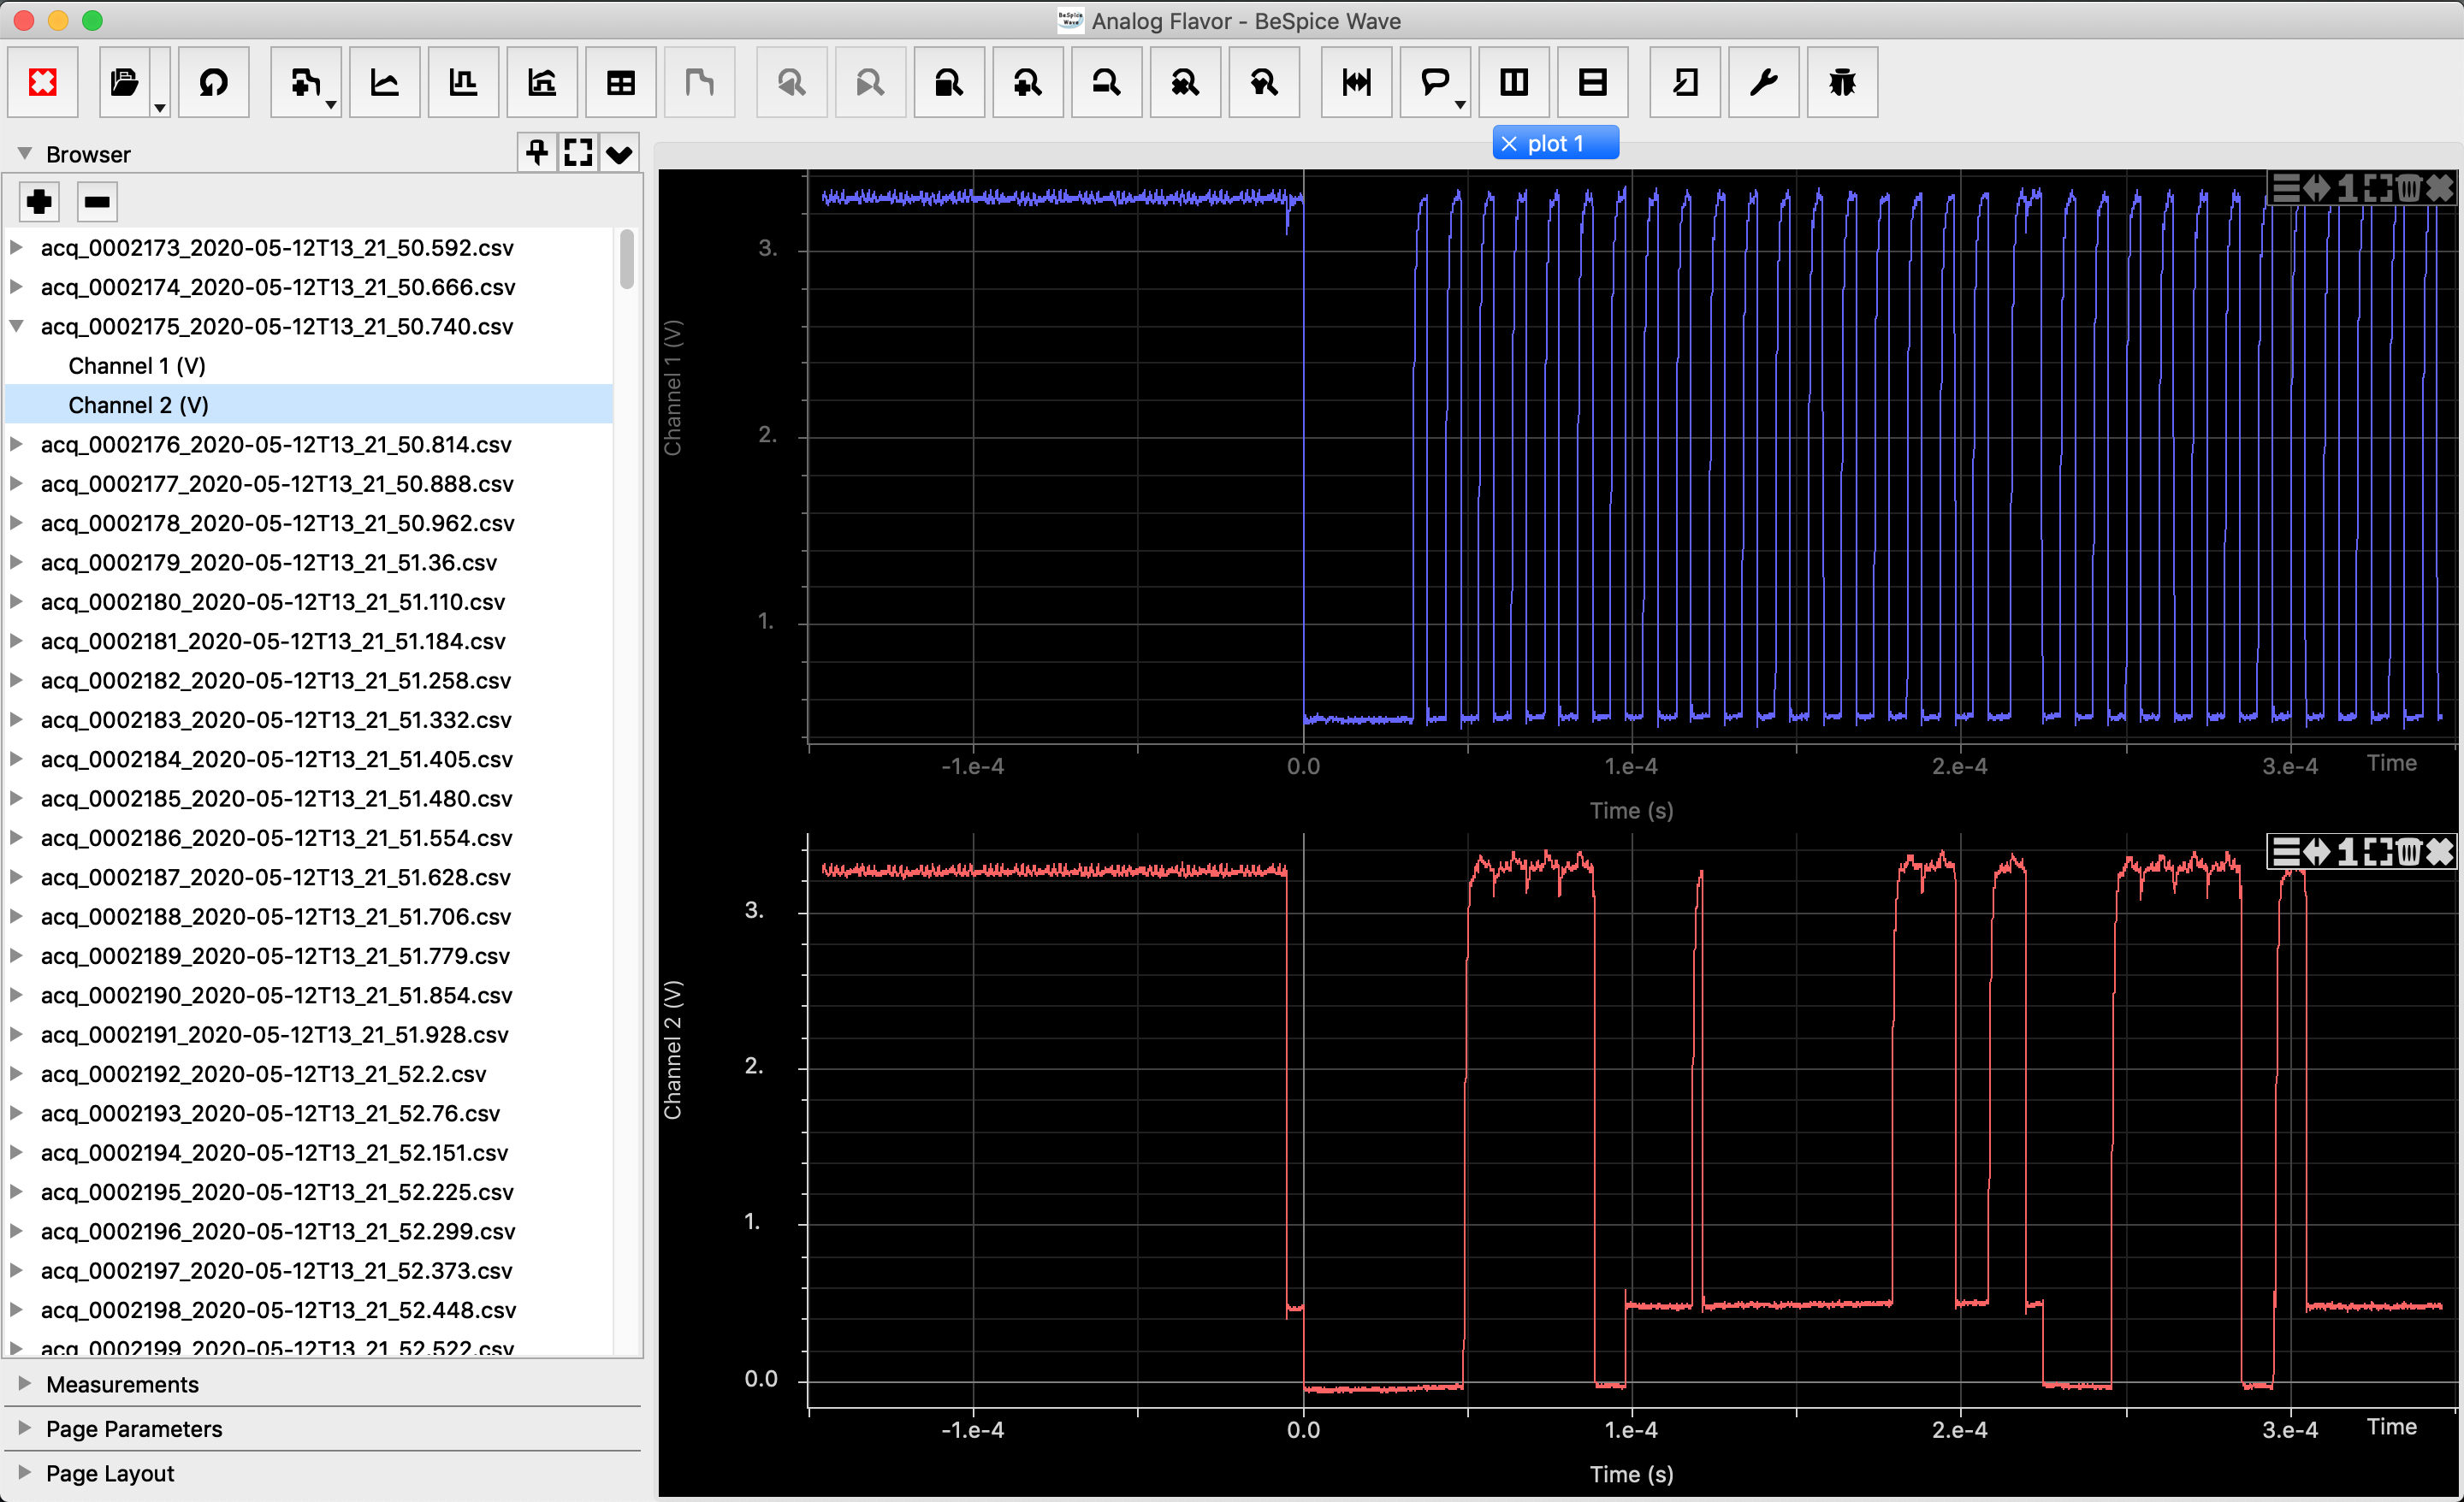 BeSpice Wave Analog Flavor - BeSpice Wave
Browser
plot 1
acq_0002173_2020-05-12T13_21_50.592.csv
acq_0002174_2020-05-12T13_21_50.666.csv
acq_0002175_2020-05-12T13_21_50.740.csv
Channel 1 (V)
Channel 2 (V)
acq_0002176_2020-05-12T13_21_50.814.csv
acq_0002177_2020-05-12T13_21_50.888.csv
acq_0002178_2020-05-12T13_21_50.962.csv
acq_0002179_2020-05-12T13_21_51.36.csv
acq_0002180_2020-05-12T13_21_51.110.csv
acq_0002181_2020-05-12T13_21_51.184.csv
acq_0002182_2020-05-12T13_21_51.258.csv
acq_0002183_2020-05-12T13_21_51.332.csv
acq_0002184_2020-05-12T13_21_51.405.csv
acq_0002185_2020-05-12T13_21_51.480.csv
acq_0002186_2020-05-12T13_21_51.554.csv
acq_0002187_2020-05-12T13_21_51.628.csv
acq_0002188_2020-05-12T13_21_51.706.csv
acq_0002189_2020-05-12T13_21_51.779.csv
acq_0002190_2020-05-12T13_21_51.854.csv
acq_0002191_2020-05-12T13_21_51.928.csv
acq_0002192_2020-05-12T13_21_52.2.csv
acq_0002193_2020-05-12T13_21_52.76.csv
acq_0002194_2020-05-12T13_21_52.151.csv
acq_0002195_2020-05-12T13_21_52.225.csv
acq_0002196_2020-05-12T13_21_52.299.csv
acq_0002197_2020-05-12T13_21_52.373.csv
acq_0002198_2020-05-12T13_21_52.448.csv
acq_0002199_2020-05-12T13_21_52.522.csv
Measurements
Page Parameters
Page Layout
1
Channel 1 (V)
3.
2.
1.
-1.e-4 0.0 1.e-4 2.e-4 3.e-4 Time
Time (s)
1
Channel 2 (V)
3.
2.
1.
0.0
-1.e-4 0.0 1.e-4 2.e-4 3.e-4 Time
Time (s)